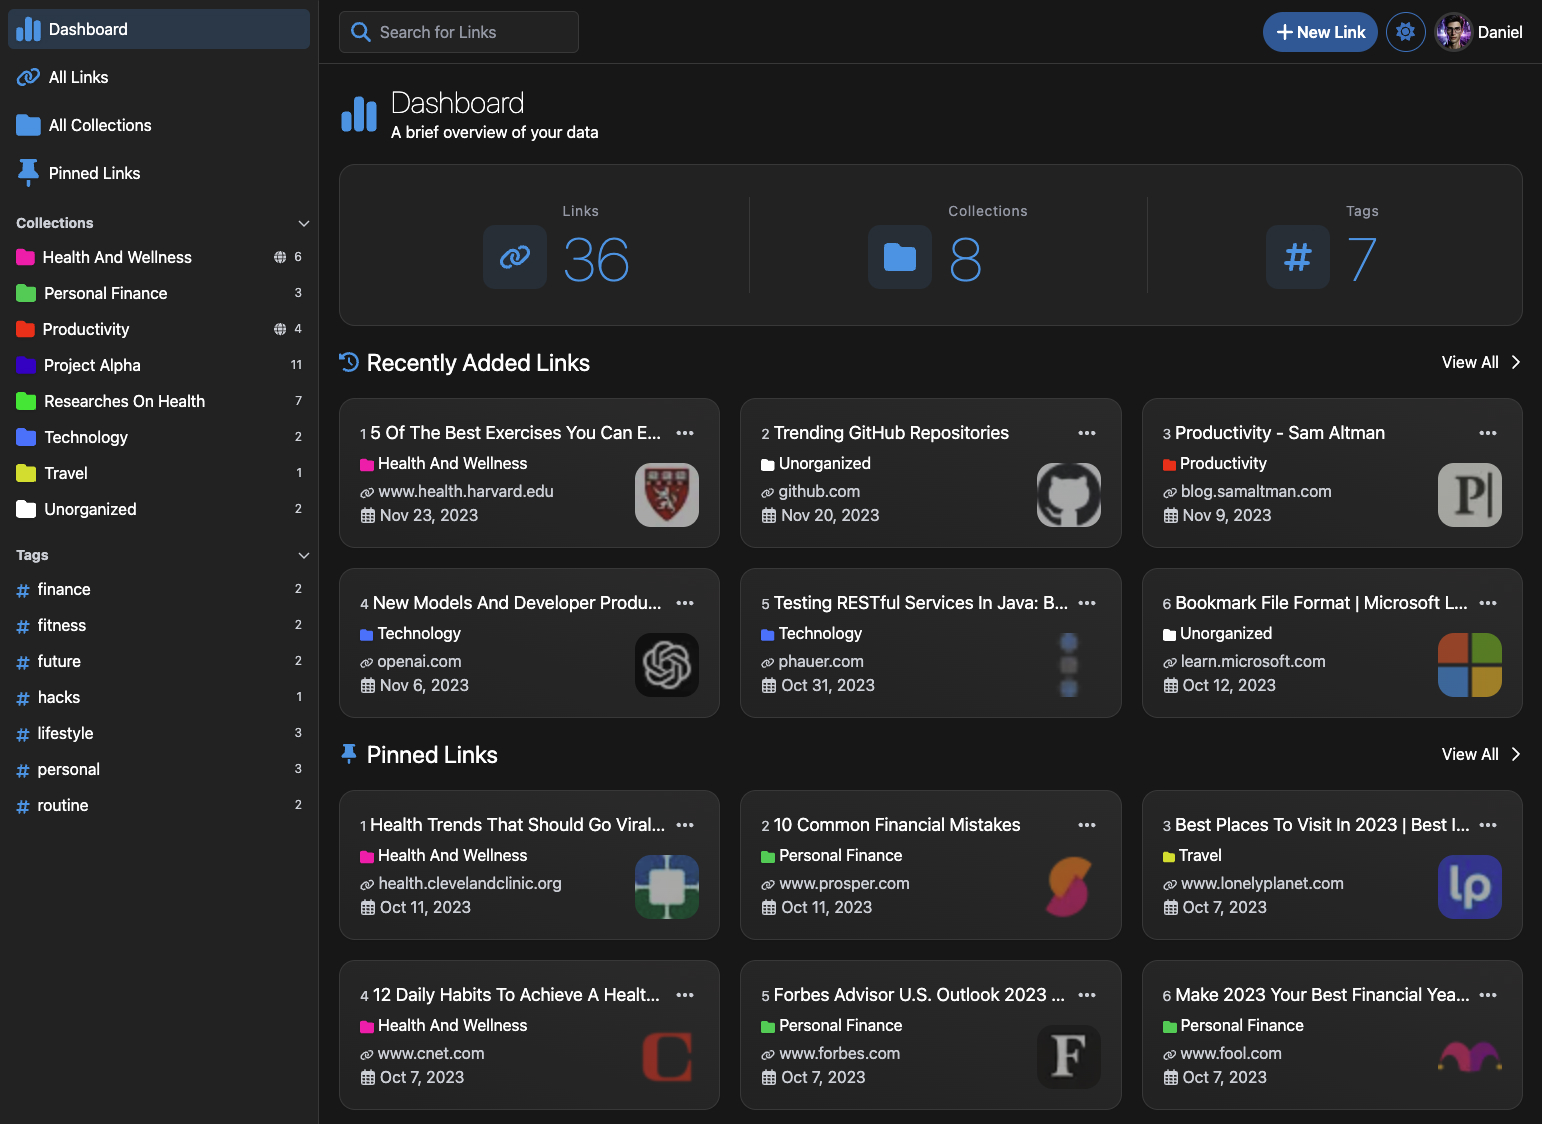 Dashboard
All Links
All Collections
Pinned Links
Collections
Health And Wellness 6
Personal Finance 3
Productivity 4
Project Alpha 11
Researches On Health 7
Technology 2
Travel 1
Unorganized 2
Tags
# finance 2
# fitness 2
# future 2
# hacks 1
# lifestyle 3
# personal 3
# routine 2
Search for Links
+ New Link
Daniel
Dashboard
A brief overview of your data
Links
36
Collections
8
Tags
# 7
Recently Added Links
View All
1 5 Of The Best Exercises You Can E...
Health And Wellness
www.health.harvard.edu
Nov 23, 2023
2 Trending GitHub Repositories
Unorganized
github.com
Nov 20, 2023
3 Productivity - Sam Altman
Productivity
blog.samaltman.com
Nov 9, 2023
P|
4 New Models And Developer Produ...
Technology
openai.com
Nov 6, 2023
5 Testing RESTful Services In Java: B...
Technology
phauer.com
Oct 31, 2023
6 Bookmark File Format | Microsoft L...
Unorganized
learn.microsoft.com
Oct 12, 2023
Pinned Links
View All
1 Health Trends That Should Go Viral...
Health And Wellness
health.clevelandclinic.org
Oct 11, 2023
2 10 Common Financial Mistakes
Personal Finance
www.prosper.com
Oct 11, 2023
3 Best Places To Visit In 2023 | Best I...
Travel
www.lonelyplanet.com
Oct 7, 2023
lp
4 12 Daily Habits To Achieve A Healt...
Health And Wellness
www.cnet.com
Oct 7, 2023
C
5 Forbes Advisor U.S. Outlook 2023 ...
Personal Finance
www.forbes.com
Oct 7, 2023
F
6 Make 2023 Your Best Financial Yea...
Personal Finance
www.fool.com
Oct 7, 2023